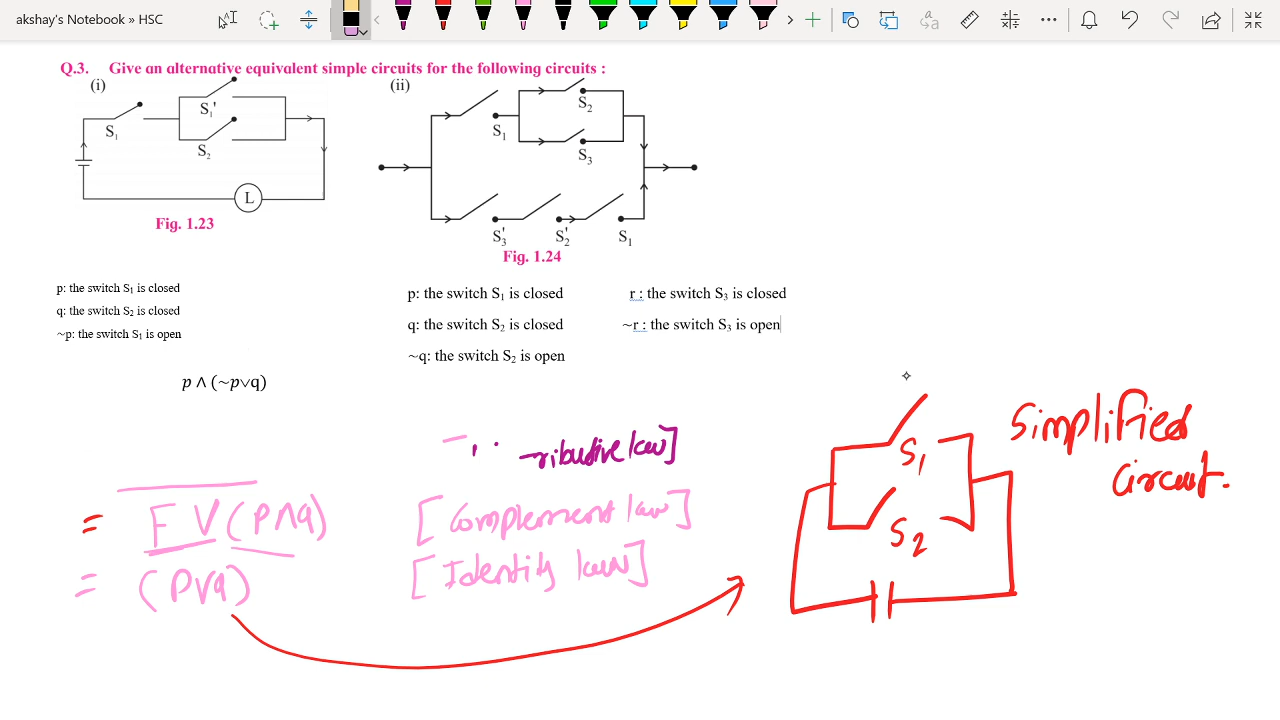 akshay's Notebook » HSC
Q.3. Give an alternative equivalent simple circuits for the following circuits :
(i)
S₁
S₁'
S₂
L
Fig. 1.23
(ii)
S₁
S₂
S₃
S₃'
S₂'
S₁
Fig. 1.24
p: the switch S₁ is closed
q: the switch S₂ is closed
~p: the switch S₁ is open
p: the switch S₁ is closed
q: the switch S₂ is closed
~q: the switch S₂ is open
r : the switch S₃ is closed
~r : the switch S₃ is open
p ∧ (~p∨q)
ributive law]
= F ∨ (p∧q) [Complement law]
= (p∨q) [Identity law]
S₁
S₂
Simplified
circuit.